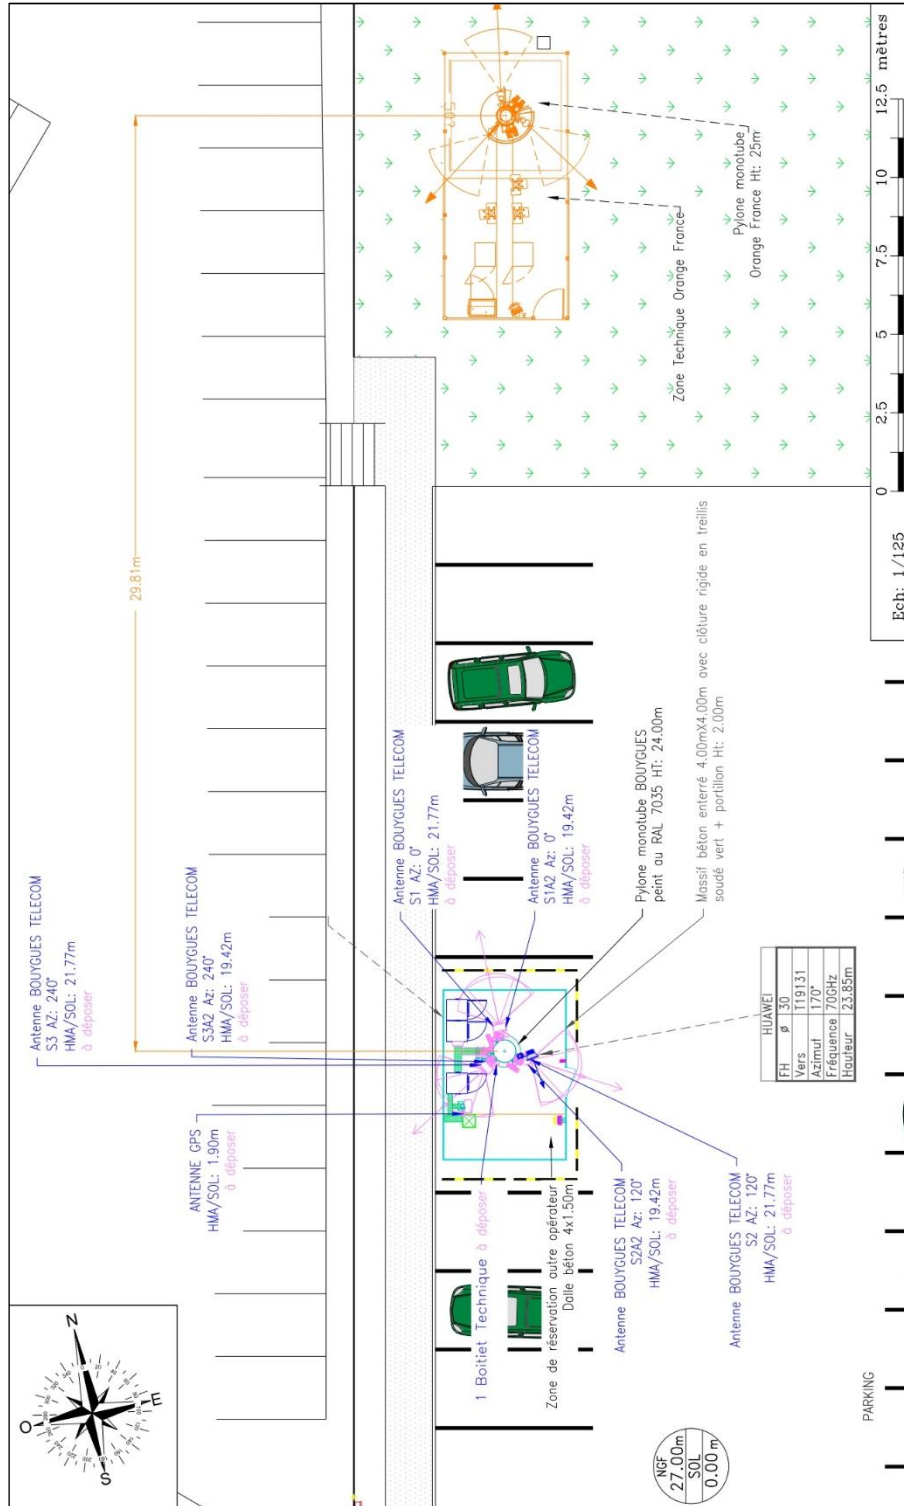 29.81m
Antenne BOUYGUES TELECOM
S3 AZ: 240°
HMA/SOL: 21.77m
à déposer
Antenne BOUYGUES TELECOM
S3A2 Az: 240°
HMA/SOL: 19.42m
à déposer
ANTENNE GPS
HMA/SOL: 1.90m
à déposer
Antenne BOUYGUES TELECOM
S1 AZ: 0°
HMA/SOL: 21.77m
à déposer
Antenne BOUYGUES TELECOM
S1A2 Az: 0°
HMA/SOL: 19.42m
à déposer
1 Boitiet Technique à déposer
Zone de réservation autre opérateur
Dalle béton 4x1.50m
Antenne BOUYGUES TELECOM
S2A2 Az: 120°
HMA/SOL: 19.42m
à déposer
Antenne BOUYGUES TELECOM
S2 AZ: 120°
HMA/SOL: 21.77m
à déposer
Pylone monotube BOUYGUES
peint au RAL 7035 HT: 24.00m
Massif béton enterré 4.00mX4.00m avec clôture rigide en treillis
soudé vert + portillon Ht: 2.00m
HUAWEI
FH ø 30
Vers T19131
Azimut 170°
Fréquence 70GHz
Hauteur 23.85m
Zone Technique Orange France
Pylone monotube
Orange France Ht: 25m
N
O
E
S
NGF
27.00m
SOL
0.00 m
PARKING
Ech: 1/125
0 2.5 5 7.5 10 12.5 mètres